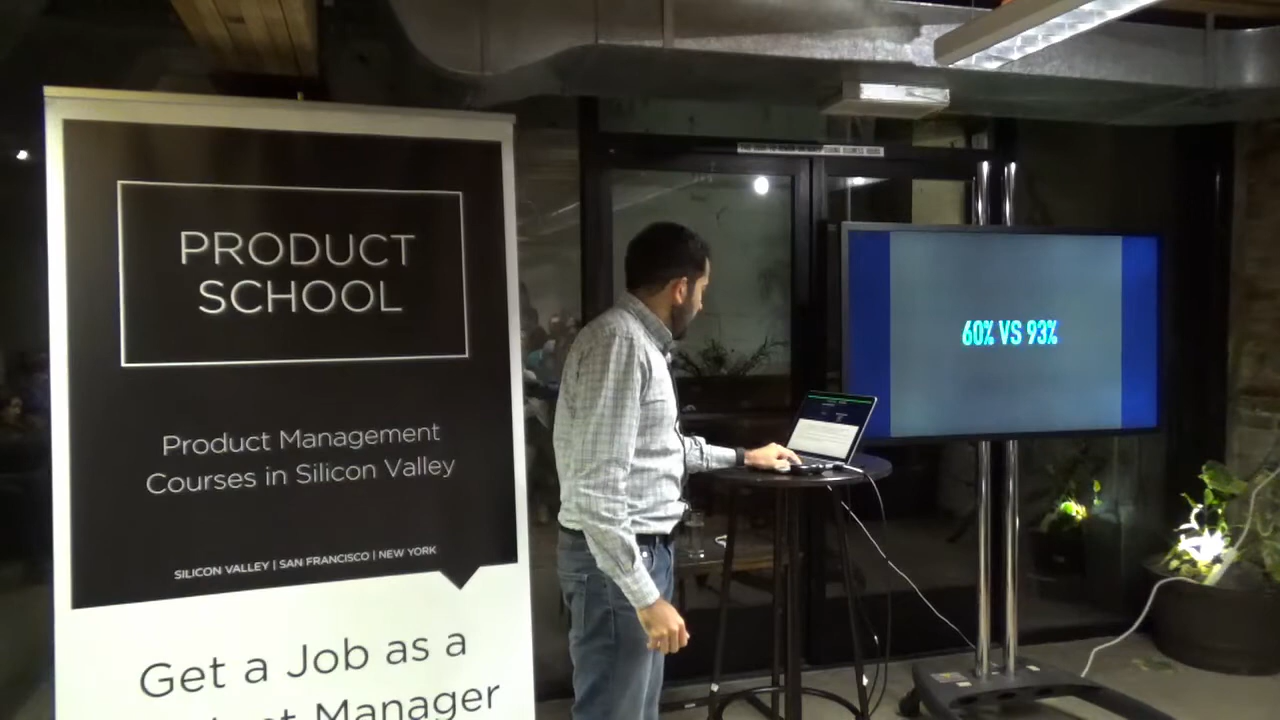 PRODUCT
SCHOOL
Product Management
Courses in Silicon Valley
SILICON VALLEY | SAN FRANCISCO | NEW YORK
Get a Job as a
Manager
60% VS 93%